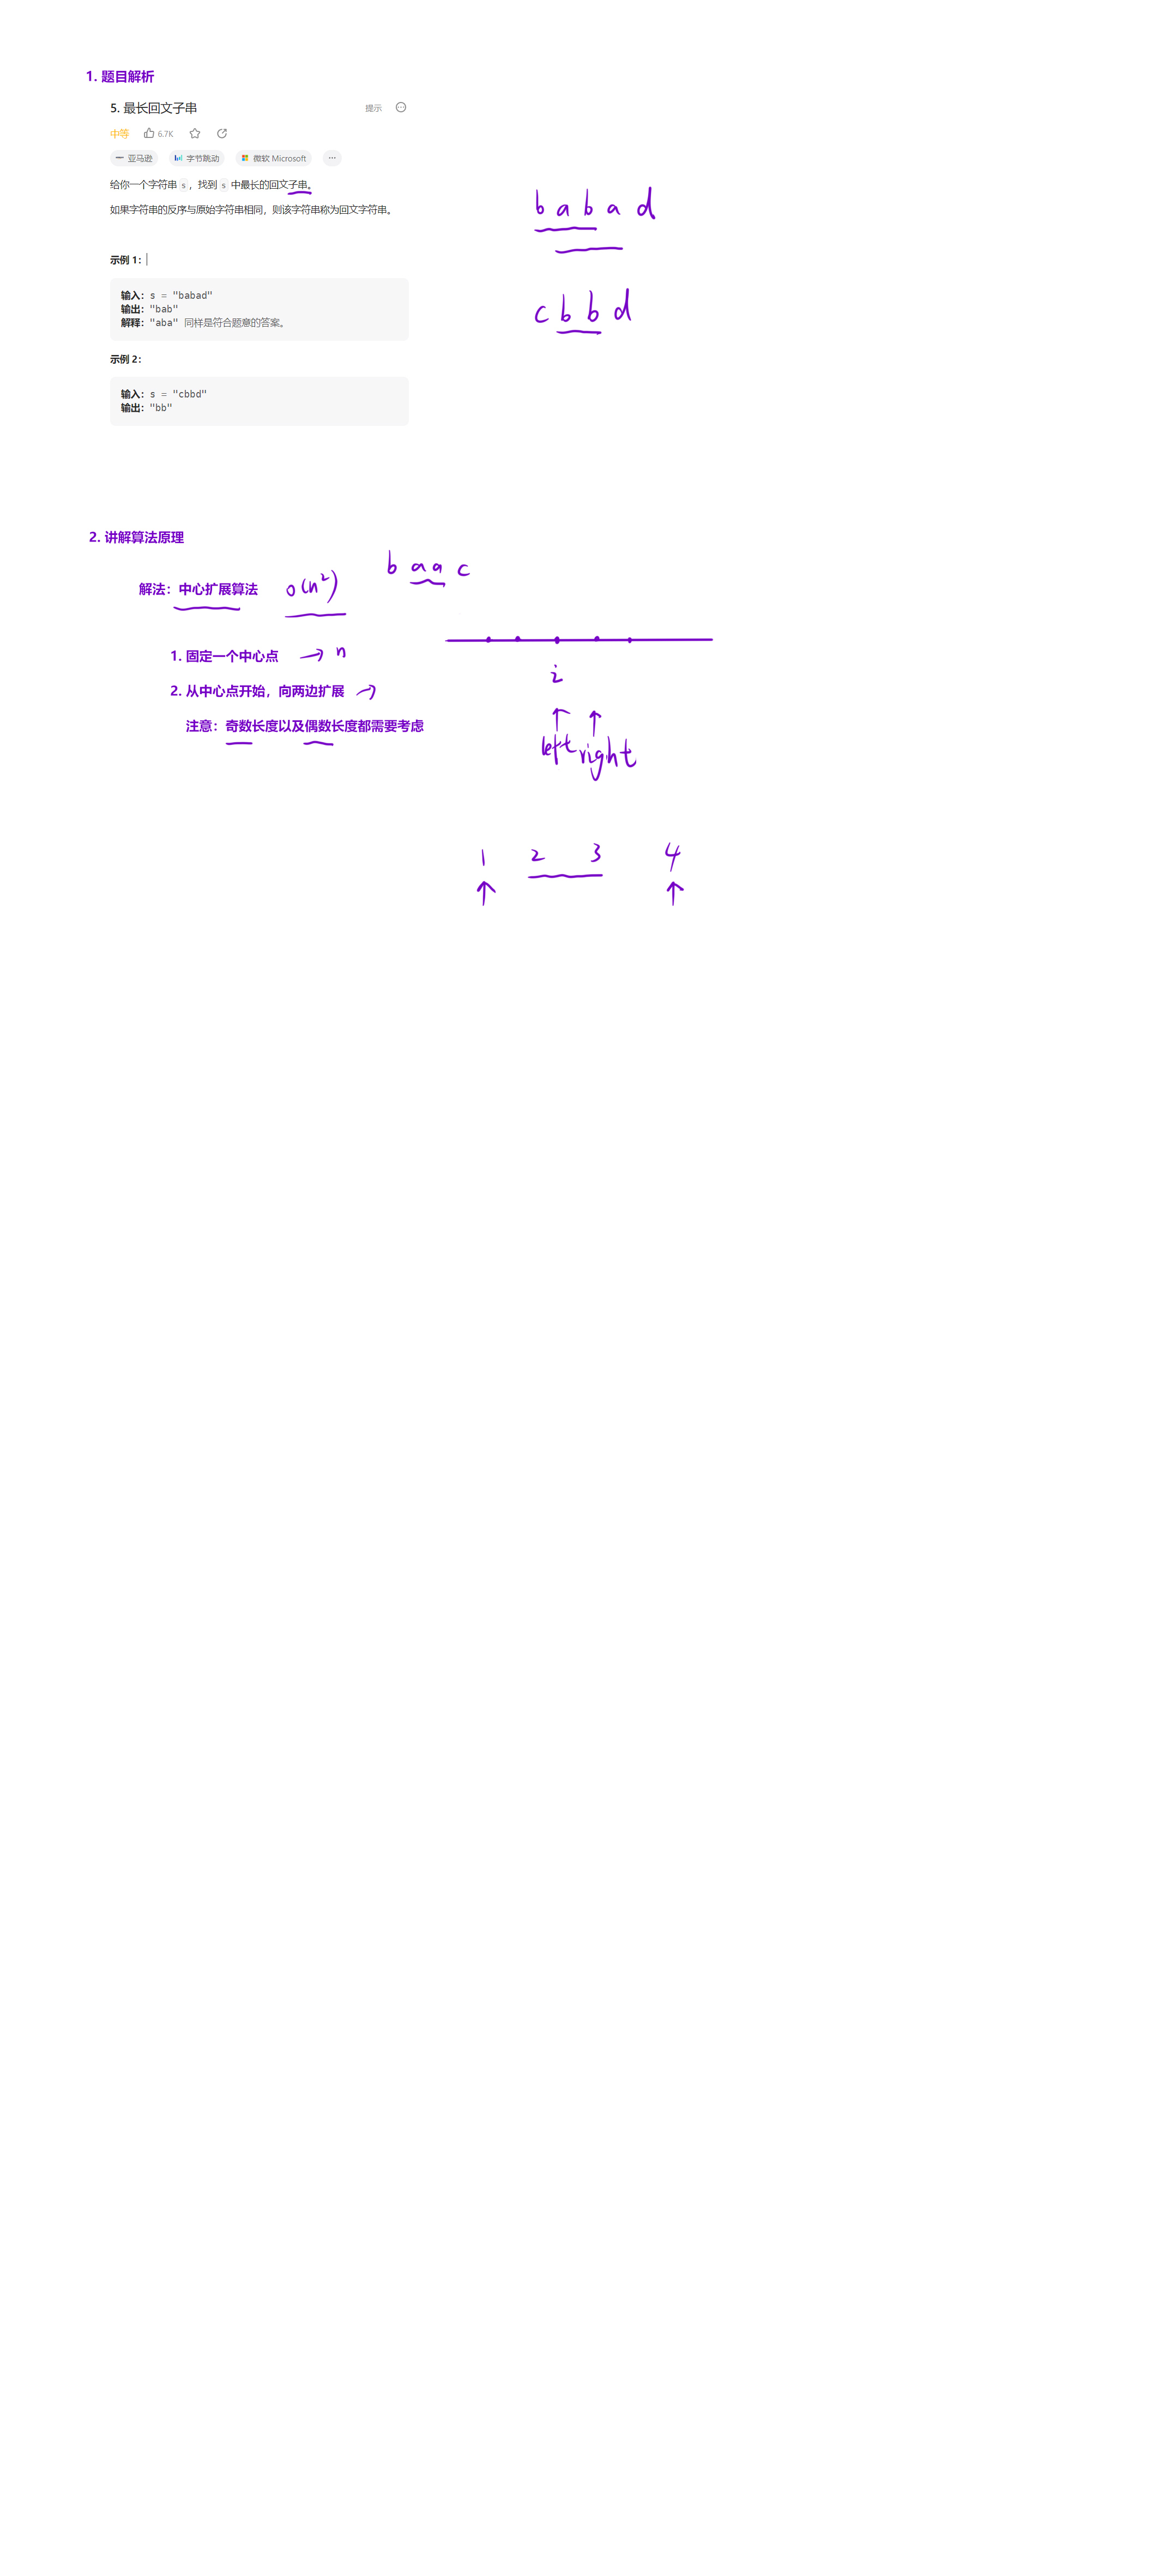 1. 题目解析
5. 最长回文子串 提示
中等 6.7K
亚马逊 字节跳动 微软 Microsoft ...
给你一个字符串 s，找到 s 中最长的回文子串。
如果字符串的反序与原始字符串相同，则该字符串称为回文字符串。
b a b a d
示例 1：
输入：s = "babad"
输出："bab"
解释："aba" 同样是符合题意的答案。
c b b d
示例 2：
输入：s = "cbbd"
输出："bb"
2. 讲解算法原理
b a a c
解法：中心扩展算法 o(n²)
1. 固定一个中心点 → n
i
2. 从中心点开始，向两边扩展 →
注意：奇数长度以及偶数长度都需要考虑
left right
1 2 3 4